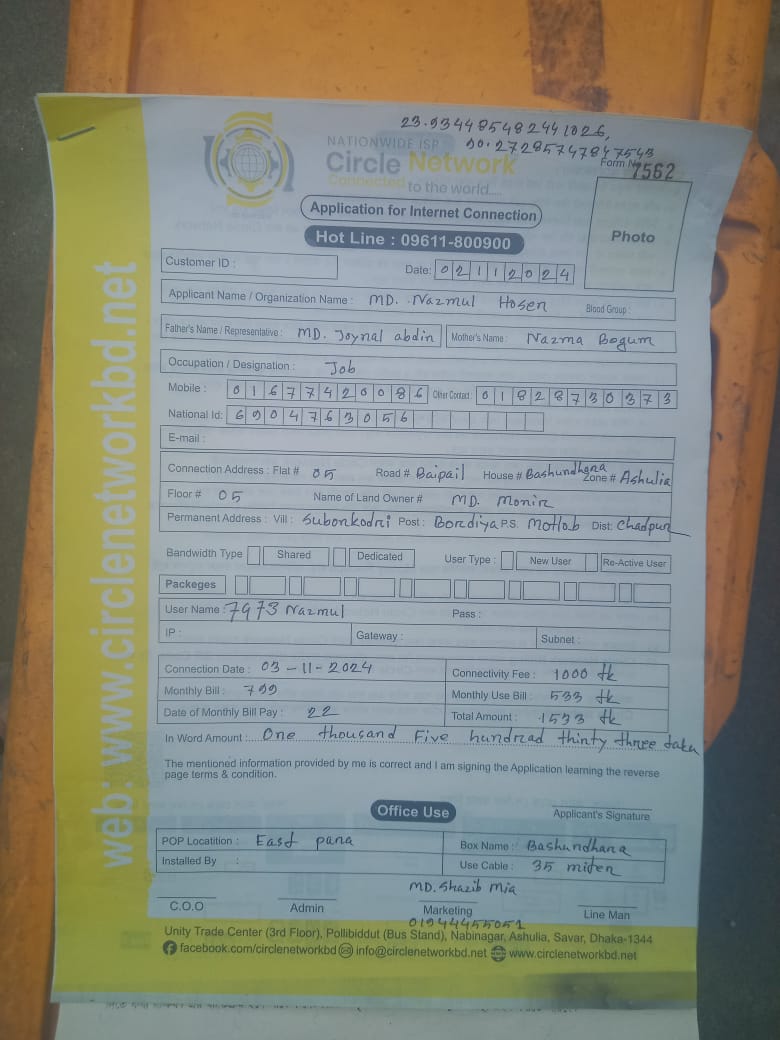 23.934485482441026,
90.27285747847543
NATIONWIDE ISP
Circle Network
Connected to the world.....
Form No
7562
Application for Internet Connection
Hot Line : 09611-800900
Photo
Customer ID :
Date: 02112024
Applicant Name / Organization Name : MD. Nazmul Hosen Blood Group :
Father's Name / Representative : MD. Joynal abdin Mother's Name : Nazma Begum
Occupation / Designation : Job
Mobile : 01677420086 Other Contact : 01828730373
National Id: 6904763056
E-mail :
Connection Address : Flat # 05 Road # Baipail House # Bashundhara Zone # Ashulia
Floor # 05 Name of Land Owner # MD. Monir
Permanent Address : Vill : Subonkodri Post : Bordiya P.S. Motlob Dist: Chadpur
Bandwidth Type Shared Dedicated User Type : New User Re-Active User
Packeges
User Name : 7973 Nazmul Pass :
IP : Gateway : Subnet :
Connection Date : 03-11-2024 Connectivity Fee : 1000 tk
Monthly Bill : 799 Monthly Use Bill : 533 tk
Date of Monthly Bill Pay : 22 Total Amount : 1533 tk
In Word Amount : One thousand Five hundread thirty three taka
The mentioned information provided by me is correct and I am signing the Application learning the reverse
page terms & condition.
Applicant's Signature
Office Use
POP Locatition : East para Box Name : Bashundhara
Installed By : Use Cable : 35 miter
MD. Shazib Mia
C.O.O Admin Marketing Line Man
01944455051
Unity Trade Center (3rd Floor), Pollibiddut (Bus Stand), Nabinagar, Ashulia, Savar, Dhaka-1344
facebook.com/circlenetworkbd info@circlenetworkbd.net www.circlenetworkbd.net
web: www.circlenetworkbd.net